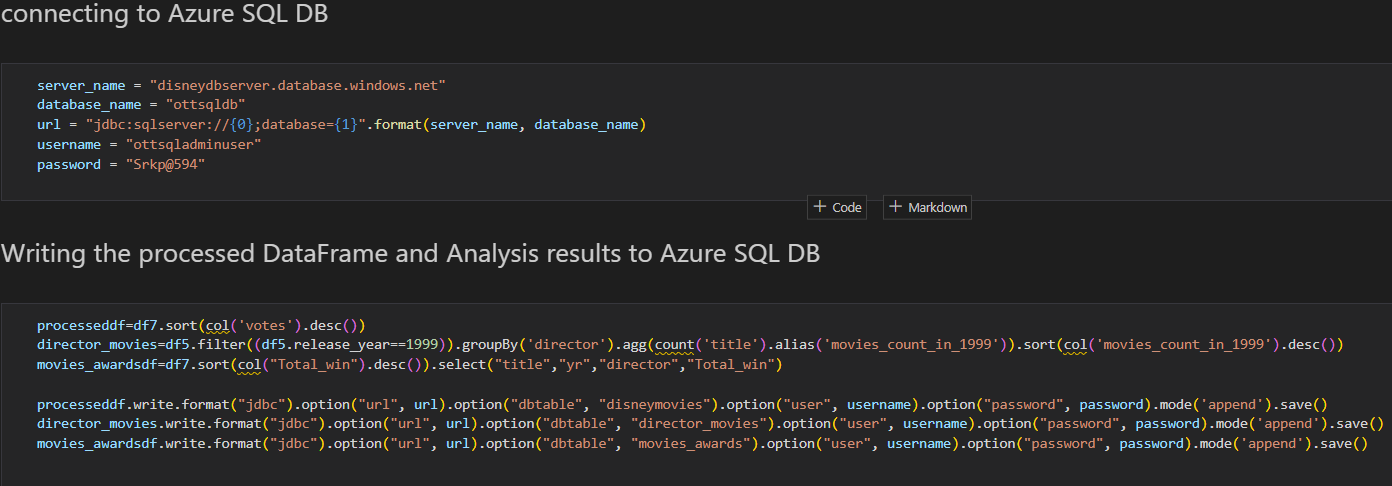 connecting to Azure SQL DB
server_name = "disneydbserver.database.windows.net"
database_name = "ottsqldb"
url = "jdbc:sqlserver://{0};database={1}".format(server_name, database_name)
username = "ottsqladminuser"
password = "Srkp@594"
+ Code + Markdown
Writing the processed DataFrame and Analysis results to Azure SQL DB
processeddf=df7.sort(col('votes').desc())
director_movies=df5.filter((df5.release_year==1999)).groupBy('director').agg(count('title').alias('movies_count_in_1999')).sort(col('movies_count_in_1999').desc())
movies_awardsdf=df7.sort(col("Total_win").desc()).select("title","yr","director","Total_win")
processeddf.write.format("jdbc").option("url", url).option("dbtable", "disneymovies").option("user", username).option("password", password).mode('append').save()
director_movies.write.format("jdbc").option("url", url).option("dbtable", "director_movies").option("user", username).option("password", password).mode('append').save()
movies_awardsdf.write.format("jdbc").option("url", url).option("dbtable", "movies_awards").option("user", username).option("password", password).mode('append').save()